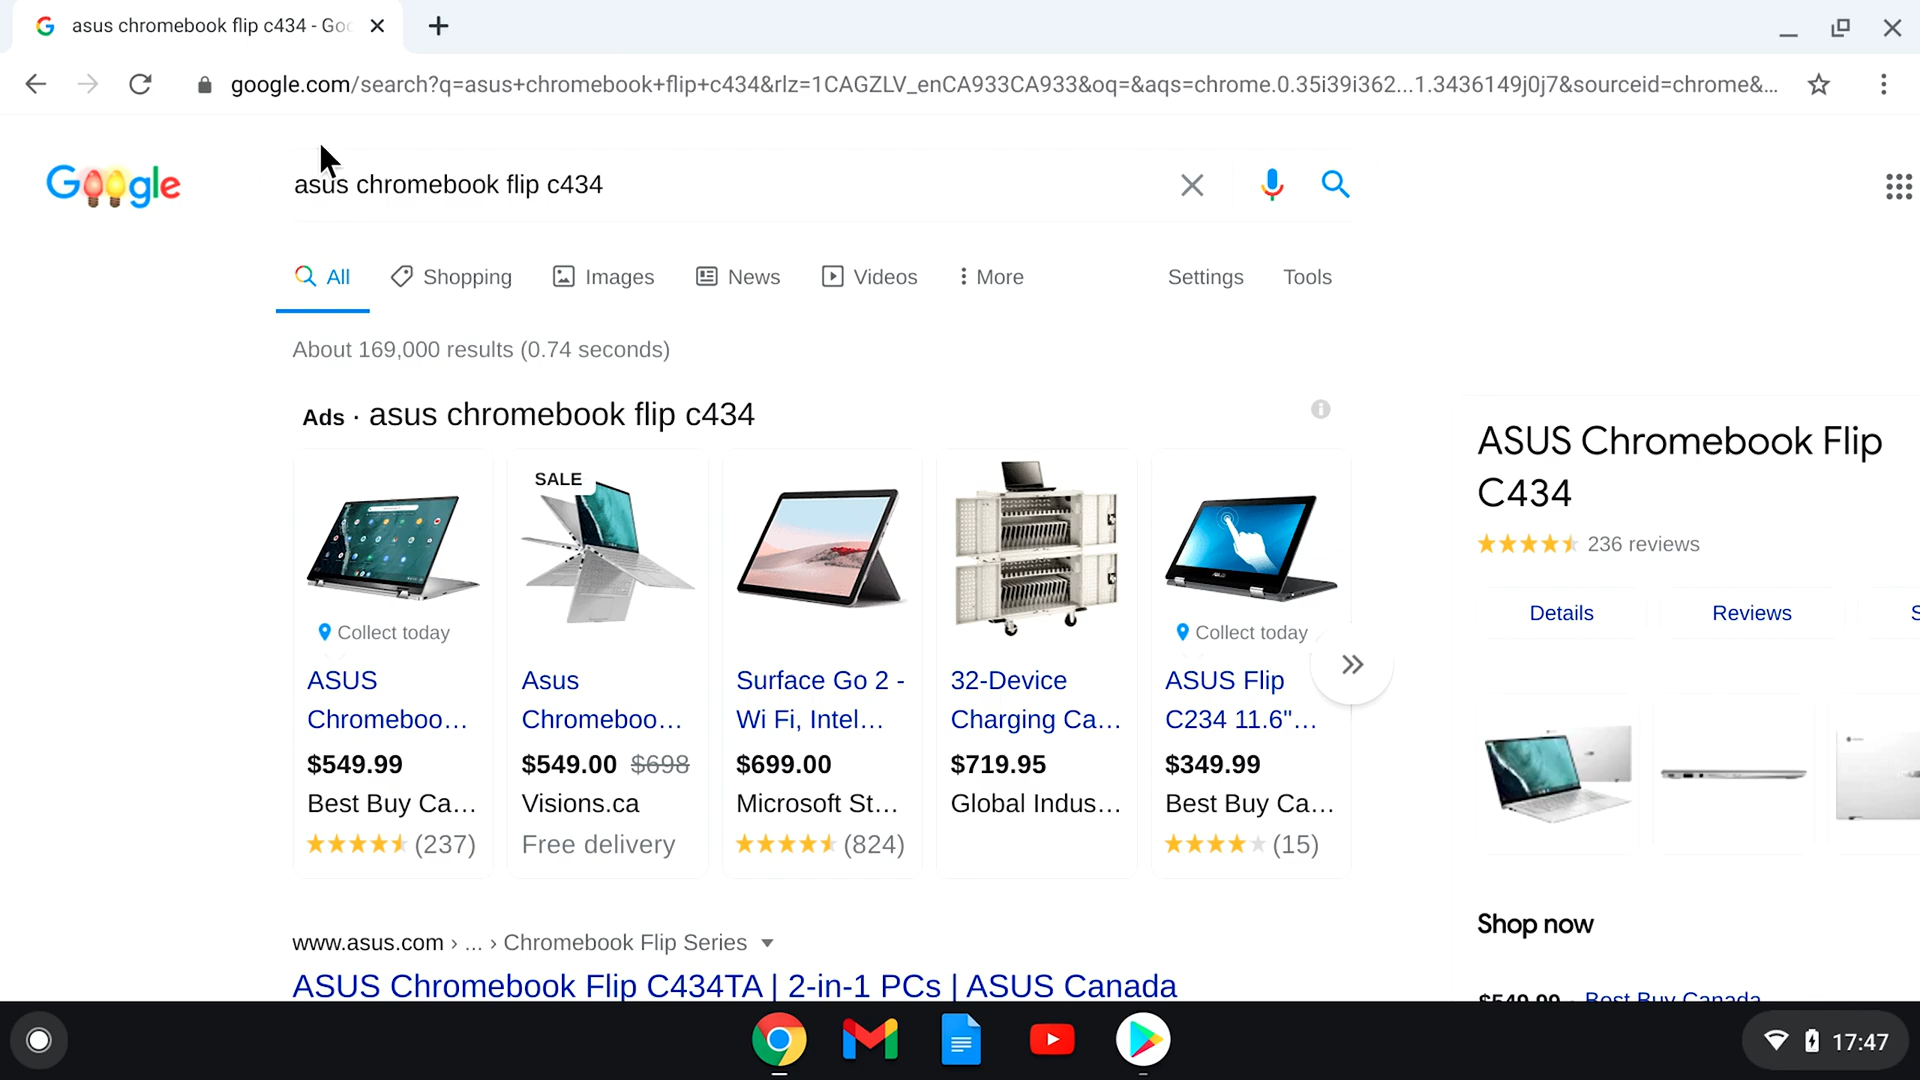 asus chromebook flip c434 - Goo
google.com/search?q=asus+chromebook+flip+c434&rlz=1CAGZLV_enCA933CA933&oq=&aqs=chrome.0.35i39i362...1.3436149j0j7&sourceid=chrome&...
Google
asus chromebook flip c434
All
Shopping
Images
News
Videos
More
Settings
Tools
About 169,000 results (0.74 seconds)
Ads · asus chromebook flip c434
Collect today
ASUS
Chromeboo...
$549.99
Best Buy Ca...
(237)
SALE
Asus
Chromeboo...
$549.00 $698
Visions.ca
Free delivery
Surface Go 2 -
Wi Fi, Intel...
$699.00
Microsoft St...
(824)
32-Device
Charging Ca...
$719.95
Global Indus...
Collect today
ASUS Flip
C234 11.6"...
$349.99
Best Buy Ca...
(15)
www.asus.com › ... › Chromebook Flip Series
ASUS Chromebook Flip C434TA | 2-in-1 PCs | ASUS Canada
ASUS Chromebook Flip
C434
236 reviews
Details
Reviews
S
Shop now
$549.99 · Best Buy Canada
17:47